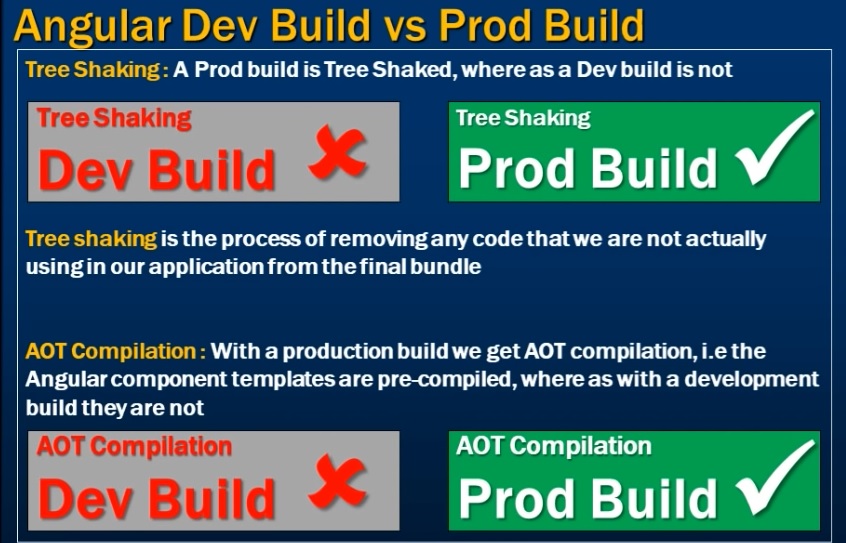 Angular Dev Build vs Prod Build
Tree Shaking : A Prod build is Tree Shaked, where as a Dev build is not
Tree Shaking
Dev Build
Tree Shaking
Prod Build
Tree shaking is the process of removing any code that we are not actually
using in our application from the final bundle
AOT Compilation : With a production build we get AOT compilation, i.e the
Angular component templates are pre-compiled, where as with a development
build they are not
AOT Compilation
Dev Build
AOT Compilation
Prod Build